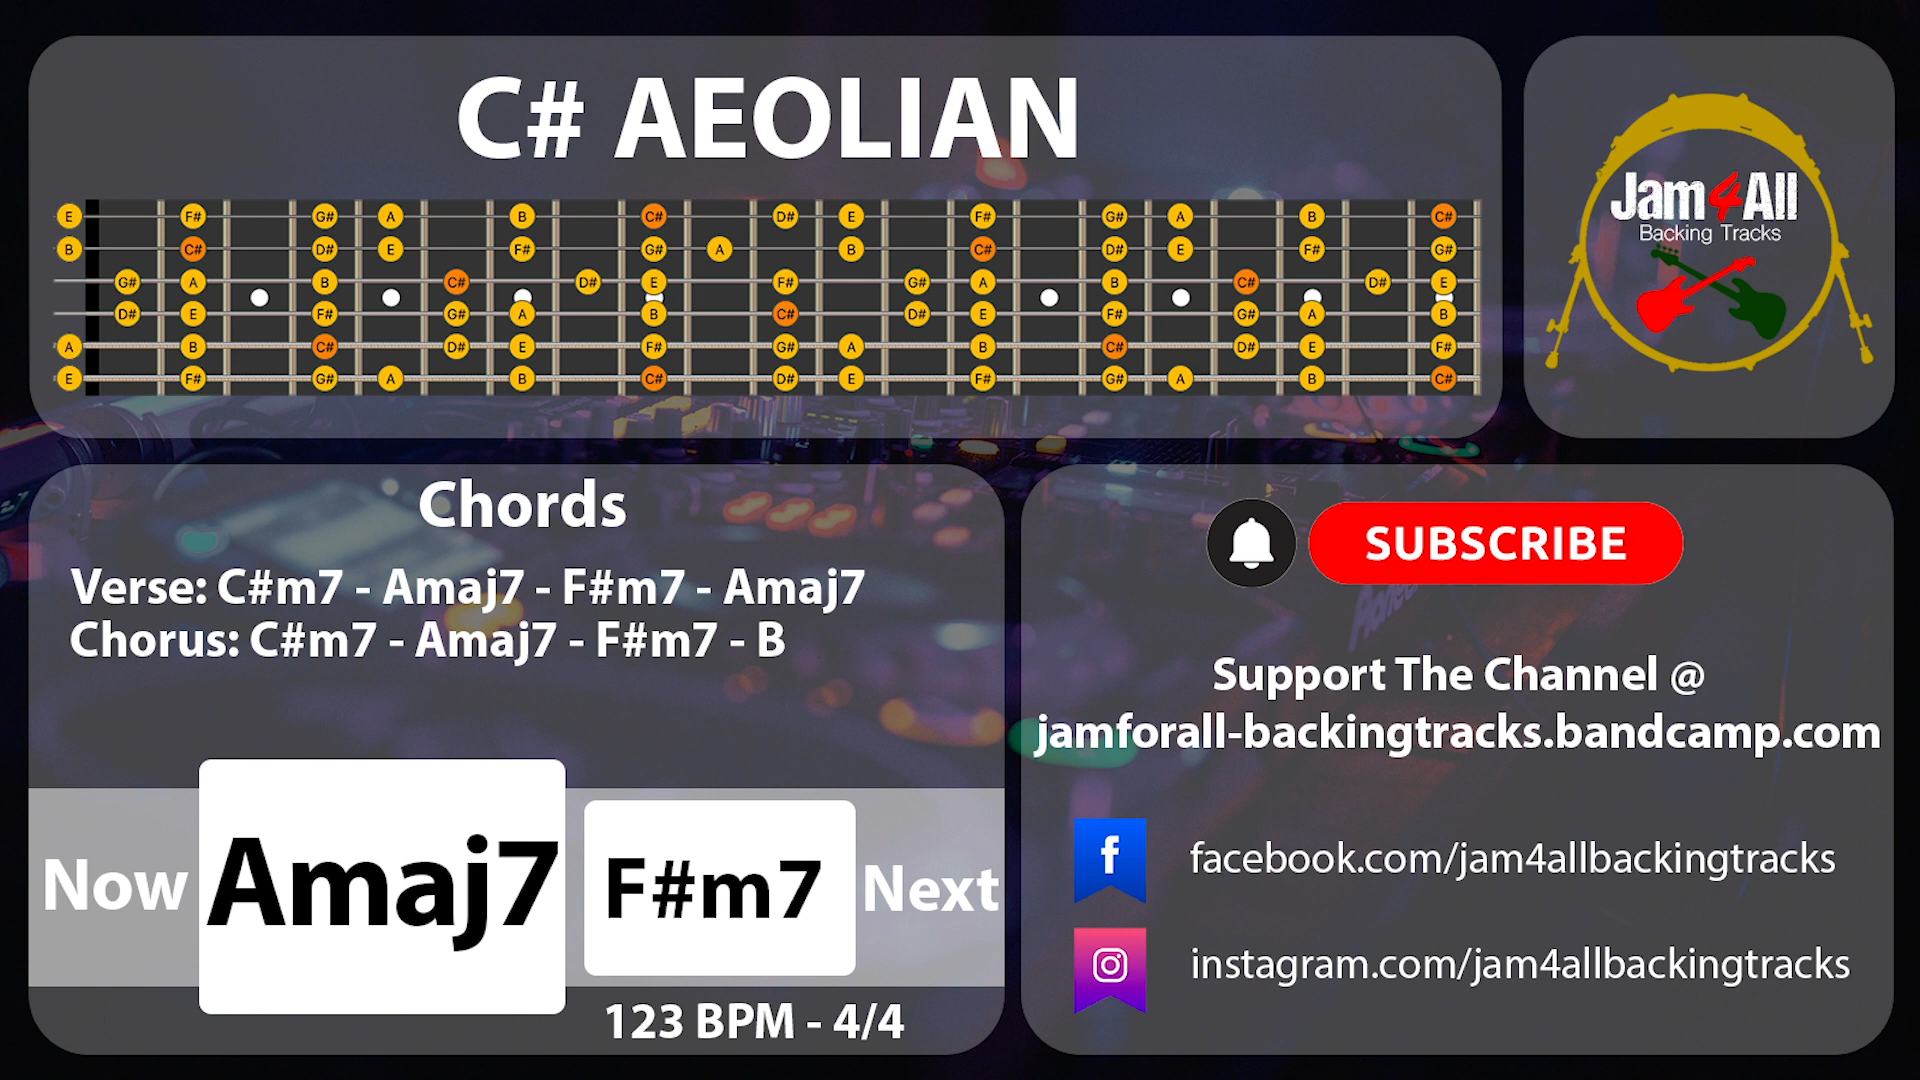 C# AEOLIAN
E F# G# A B C# D# E F# G# A B C#
B C# D# E F# G# A B C# D# E F# G#
G# A B C# D# E F# G# A B C# D# E
D# E F# G# A B C# D# E F# G# A B
A B C# D# E F# G# A B C# D# E F#
E F# G# A B C# D# E F# G# A B C#
Jam4All
Backing Tracks
Chords
Verse: C#m7 - Amaj7 - F#m7 - Amaj7
Chorus: C#m7 - Amaj7 - F#m7 - B
Now Amaj7 F#m7 Next
123 BPM - 4/4
SUBSCRIBE
Support The Channel @
jamforall-backingtracks.bandcamp.com
facebook.com/jam4allbackingtracks
instagram.com/jam4allbackingtracks